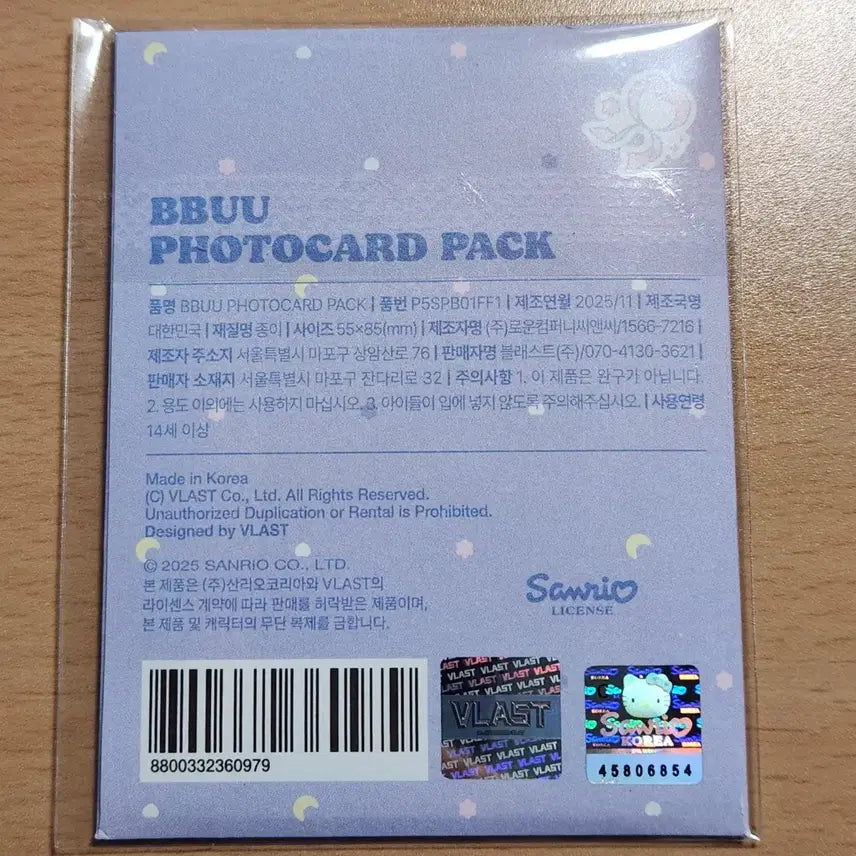 BBUU
PHOTOCARD PACK
품명 BBUU PHOTOCARD PACK | 품번 P5SPB01FF1 | 제조연월 2025/11 | 제조국명
대한민국 | 재질명 종이 | 사이즈 55×85(mm) | 제조자명 (주)로운컴퍼니씨앤씨/1566-7216 |
제조자 주소지 서울특별시 마포구 상암산로 76 | 판매자명 블래스트(주)/070-4130-3621 |
판매자 소재지 서울특별시 마포구 잔다리로 32 | 주의사항 1. 이 제품은 완구가 아닙니다.
2. 용도 이외에는 사용하지 마십시오. 3. 아이들이 입에 넣지 않도록 주의해주십시오. | 사용연령
14세 이상
Made in Korea
(C) VLAST Co., Ltd. All Rights Reserved.
Unauthorized Duplication or Rental is Prohibited.
Designed by VLAST
© 2025 SANRIO CO., LTD.
본 제품은 (주)산리오코리아와 VLAST의
라이센스 계약에 따라 판매를 허락받은 제품이며,
본 제품 및 캐릭터의 무단 복제를 금합니다.
Sanrio
LICENSE
8800332360979
VLAST
Sanrio
KOREA
45806854